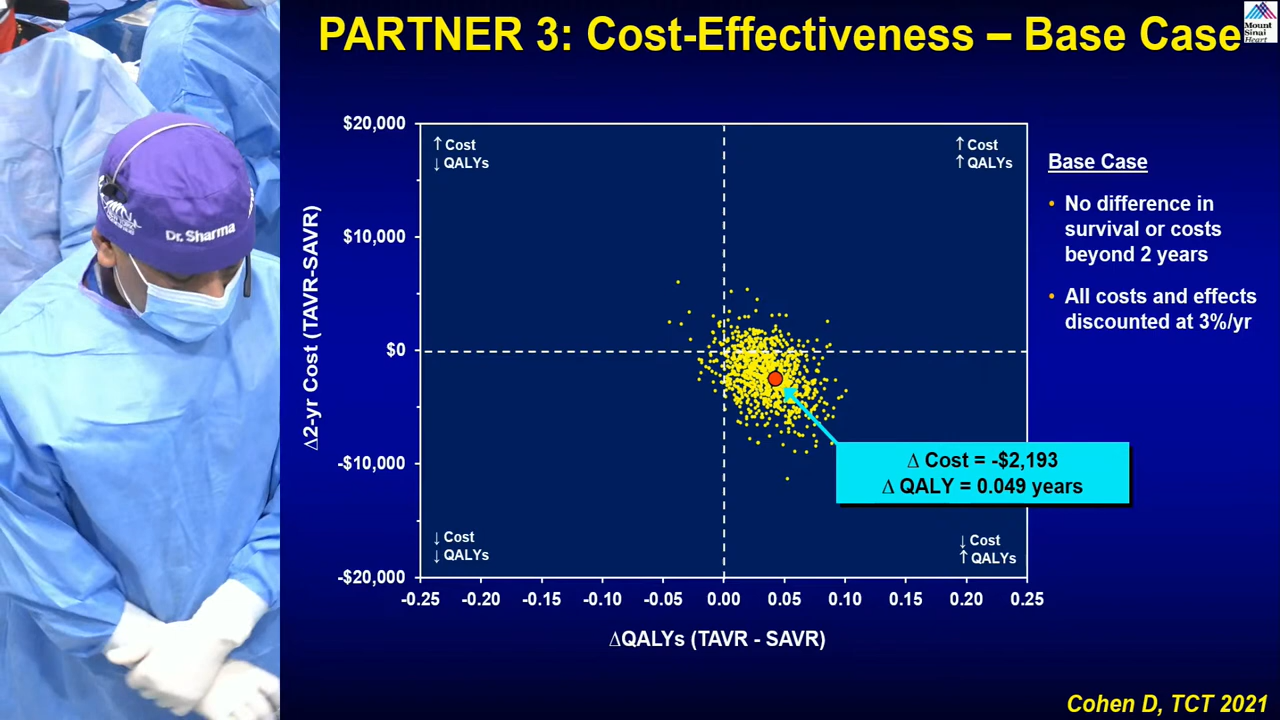 PARTNER 3: Cost-Effectiveness – Base Case
Mount
Sinai
Heart
Dr. Sharma
$20,000
$10,000
$0
-$10,000
-$20,000
∆2-yr Cost (TAVR-SAVR)
↑ Cost
↓ QALYs
↑ Cost
↑ QALYs
↓ Cost
↓ QALYs
↓ Cost
↑ QALYs
∆ Cost = -$2,193
∆ QALY = 0.049 years
-0.25 -0.20 -0.15 -0.10 -0.05 0.00 0.05 0.10 0.15 0.20 0.25
∆QALYs (TAVR - SAVR)
Base Case
• No difference in
survival or costs
beyond 2 years
• All costs and effects
discounted at 3%/yr
Cohen D, TCT 2021